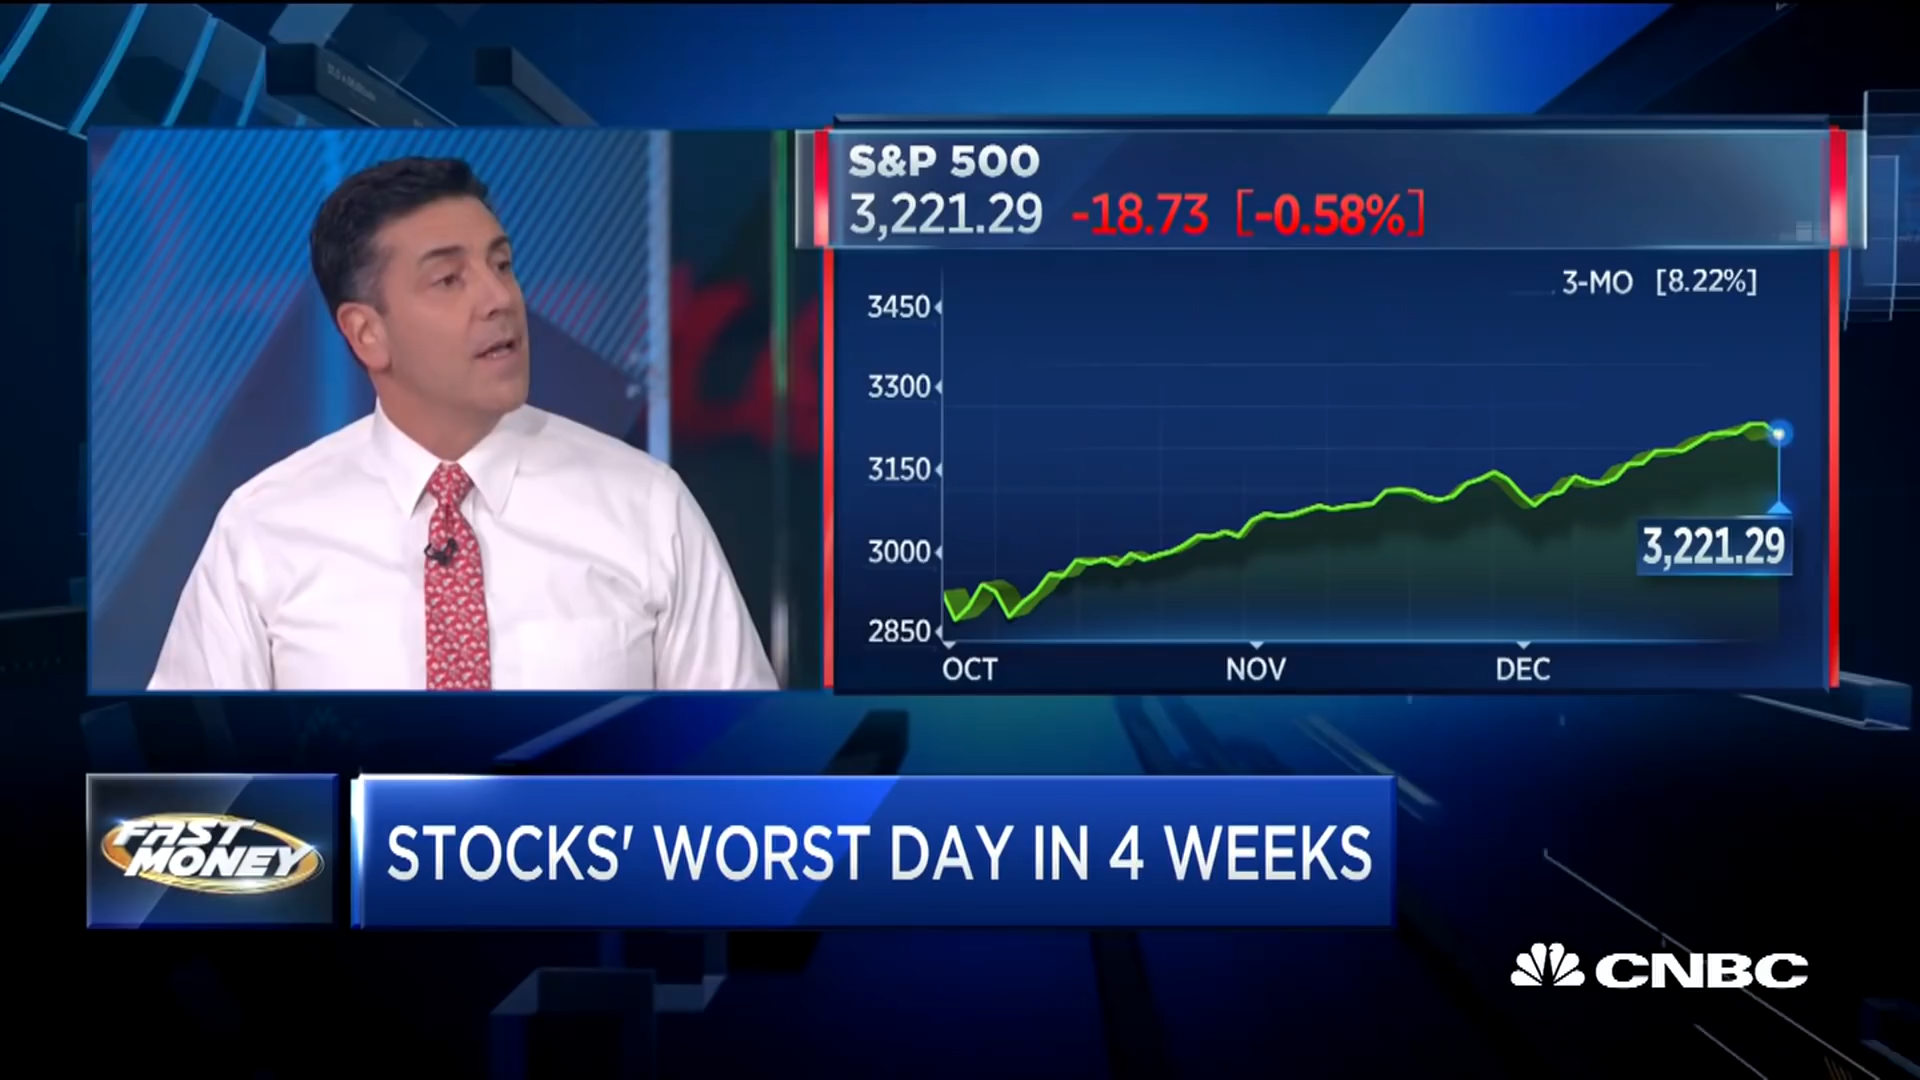 S&P 500
3,221.29 -18.73 [-0.58%]
3-MO [8.22%]
3450
3300
3150
3000
2850
3,221.29
OCT NOV DEC
FAST
MONEY
STOCKS' WORST DAY IN 4 WEEKS
CNBC